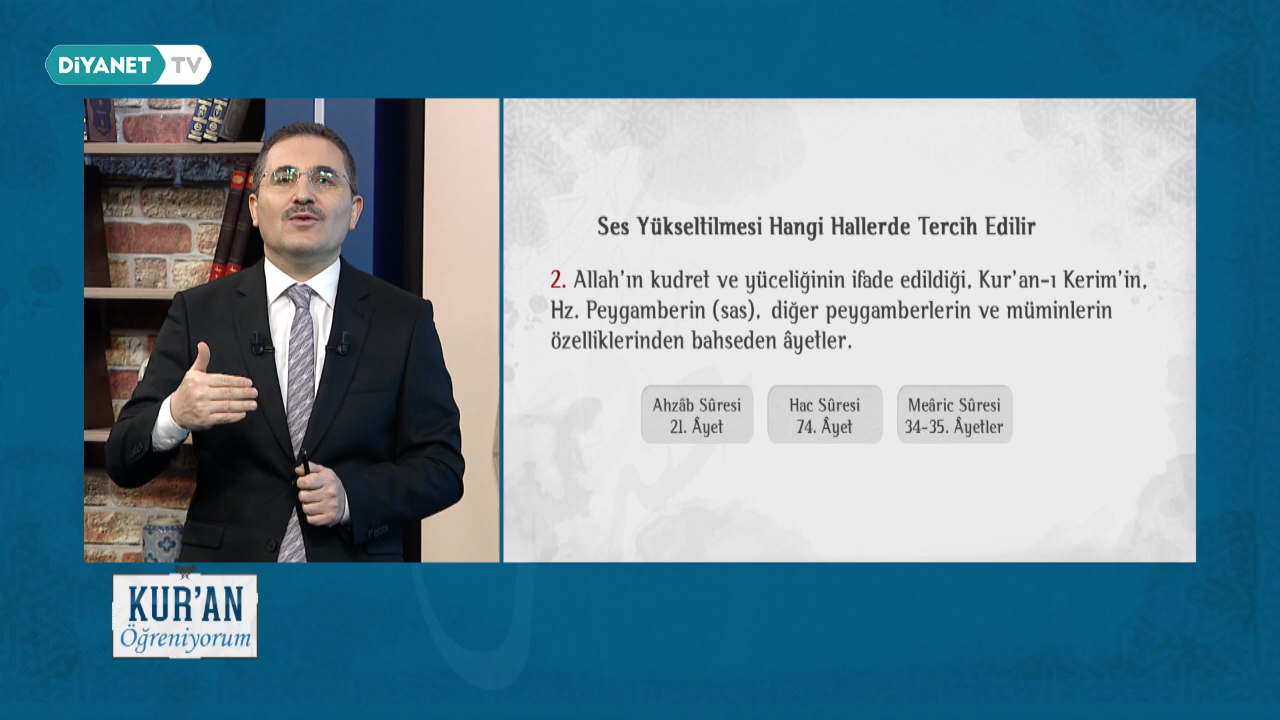 DİYANET TV
Ses Yükseltilmesi Hangi Hallerde Tercih Edilir
2. Allah'ın kudret ve yüceliğinin ifade edildiği, Kur'an-ı Kerim'in,
Hz. Peygamberin (sas), diğer peygamberlerin ve müminlerin
özelliklerinden bahseden âyetler.
Ahzâb Sûresi
21. Âyet
Hac Sûresi
74. Âyet
Meâric Sûresi
34-35. Âyetler
KUR'AN
Öğreniyorum